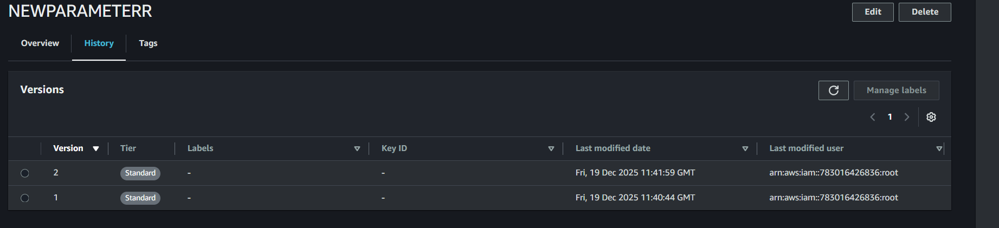 NEWPARAMETERR
Edit Delete
Overview History Tags
Versions
Manage labels
1
Version Tier Labels Key ID Last modified date Last modified user
2 Standard - - Fri, 19 Dec 2025 11:41:59 GMT arn:aws:iam::783016426836:root
1 Standard - - Fri, 19 Dec 2025 11:40:44 GMT arn:aws:iam::783016426836:root